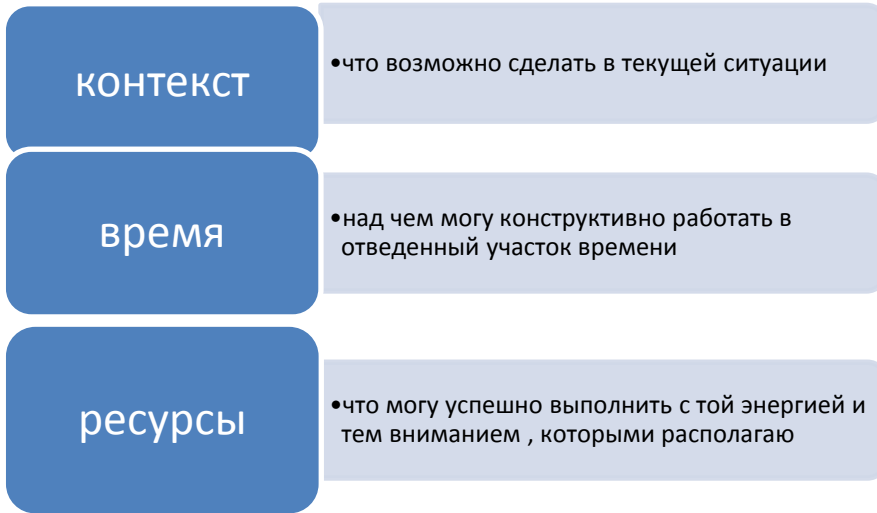 контекст
•что возможно сделать в текущей ситуации
время
•над чем могу конструктивно работать в
отведенный участок времени
ресурсы
•что могу успешно выполнить с той энергией и
тем вниманием , которыми располагаю